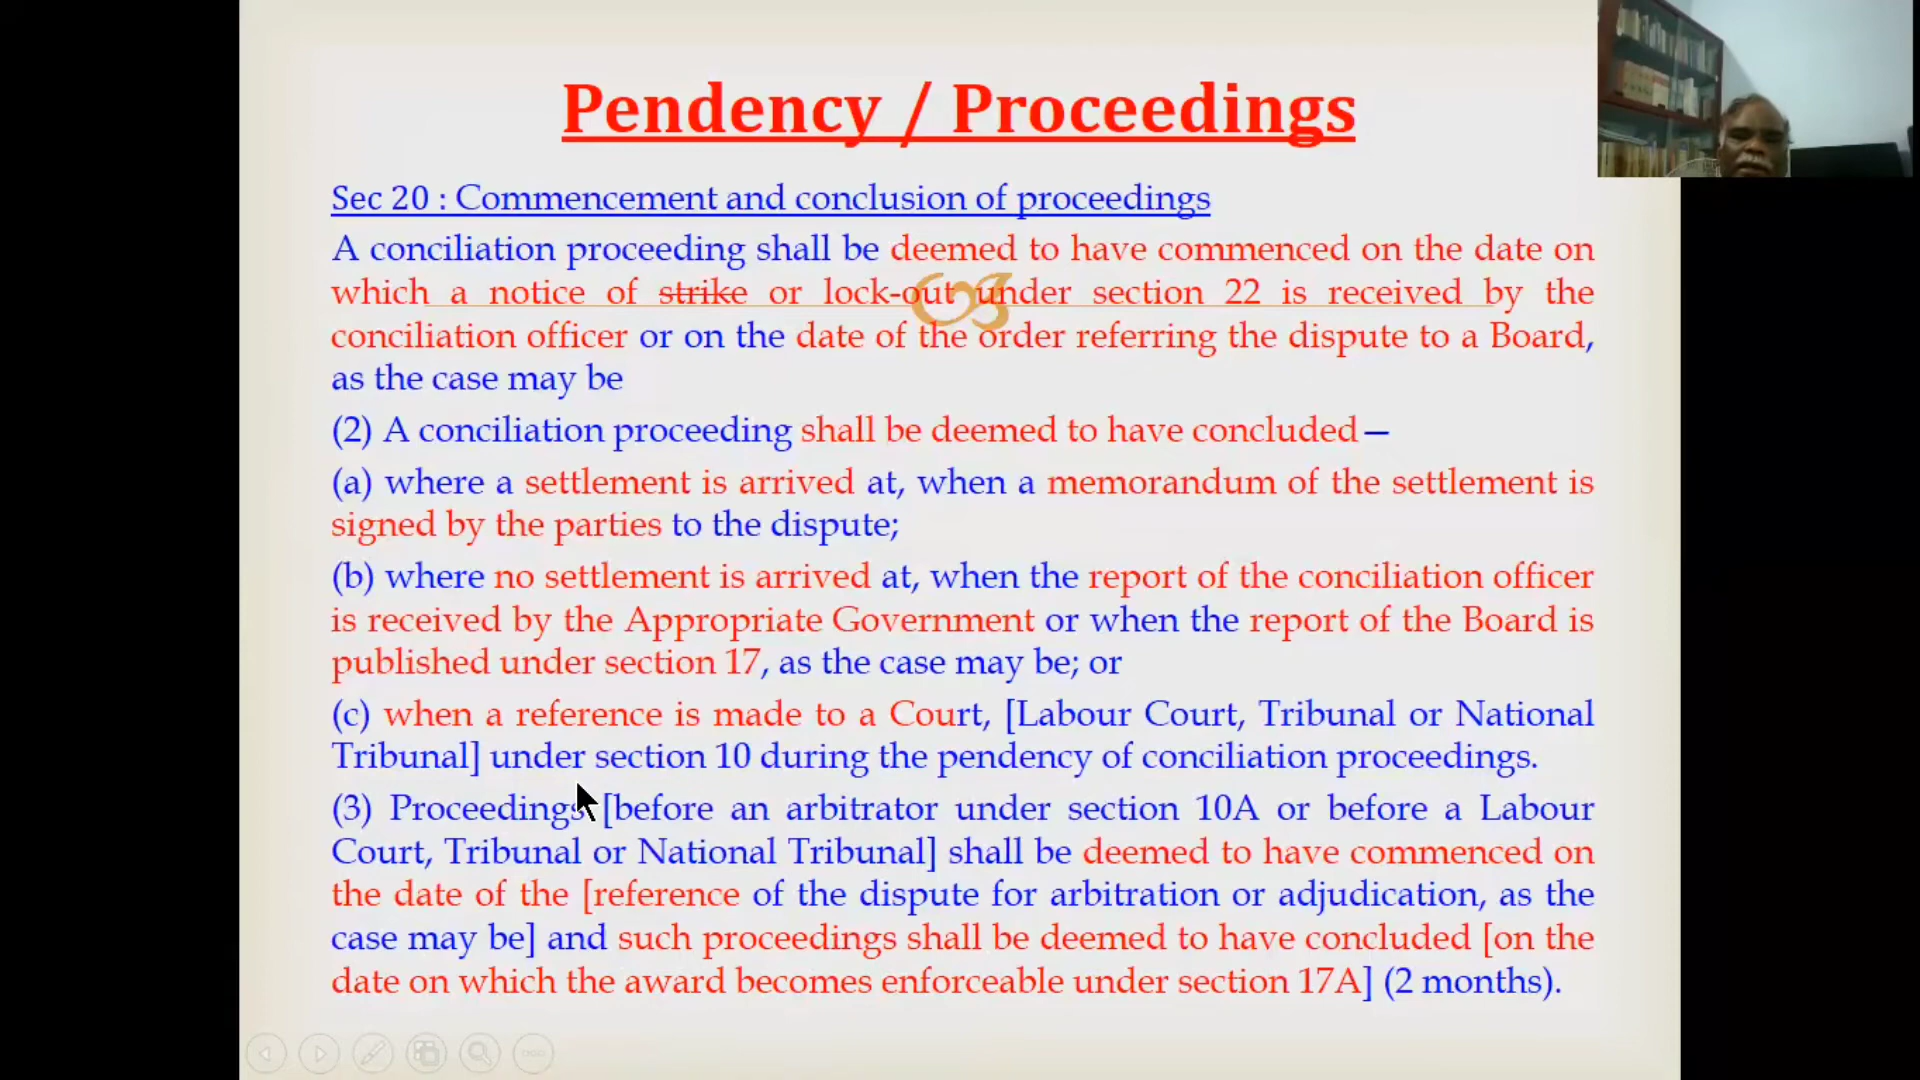 Pendency / Proceedings
Sec 20 : Commencement and conclusion of proceedings
A conciliation proceeding shall be deemed to have commenced on the date on
which a notice of strike or lock-out under section 22 is received by the
conciliation officer or on the date of the order referring the dispute to a Board,
as the case may be
(2) A conciliation proceeding shall be deemed to have concluded—
(a) where a settlement is arrived at, when a memorandum of the settlement is
signed by the parties to the dispute;
(b) where no settlement is arrived at, when the report of the conciliation officer
is received by the Appropriate Government or when the report of the Board is
published under section 17, as the case may be; or
(c) when a reference is made to a Court, [Labour Court, Tribunal or National
Tribunal] under section 10 during the pendency of conciliation proceedings.
(3) Proceedings [before an arbitrator under section 10A or before a Labour
Court, Tribunal or National Tribunal] shall be deemed to have commenced on
the date of the [reference of the dispute for arbitration or adjudication, as the
case may be] and such proceedings shall be deemed to have concluded [on the
date on which the award becomes enforceable under section 17A] (2 months).